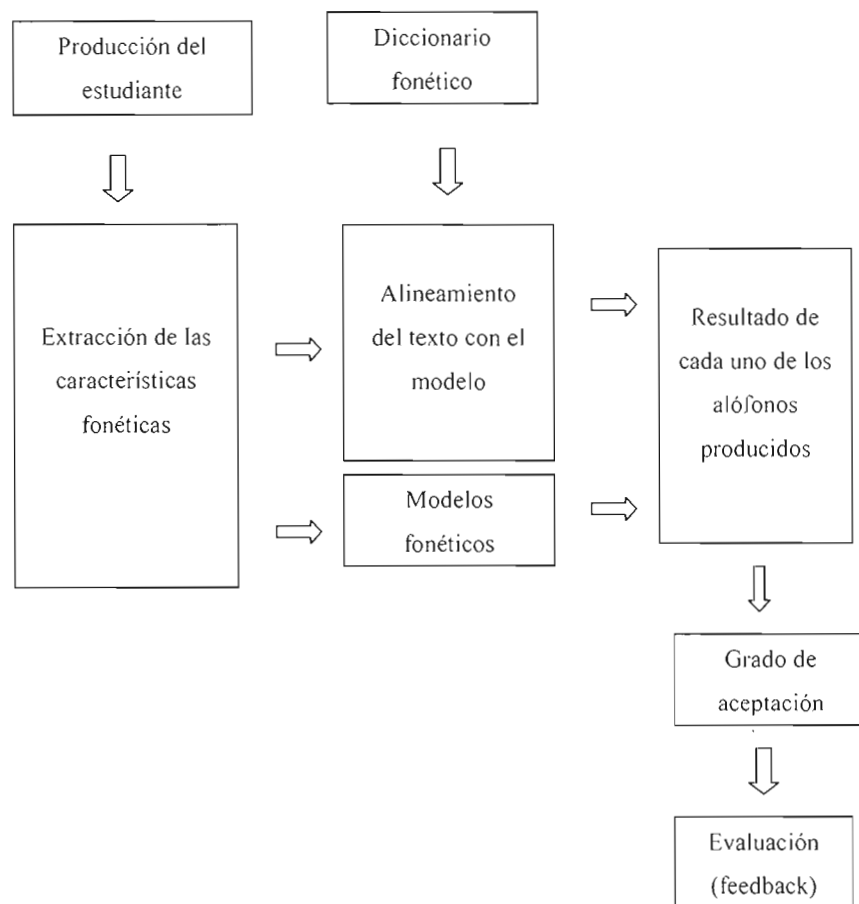 Producción del
estudiante
Diccionario
fonético
Extracción de las
características
fonéticas
Alineamiento
del texto con el
modelo
Modelos
fonéticos
Resultado de
cada uno de los
alófonos
producidos
Grado de
aceptación
Evaluación
(feedback)